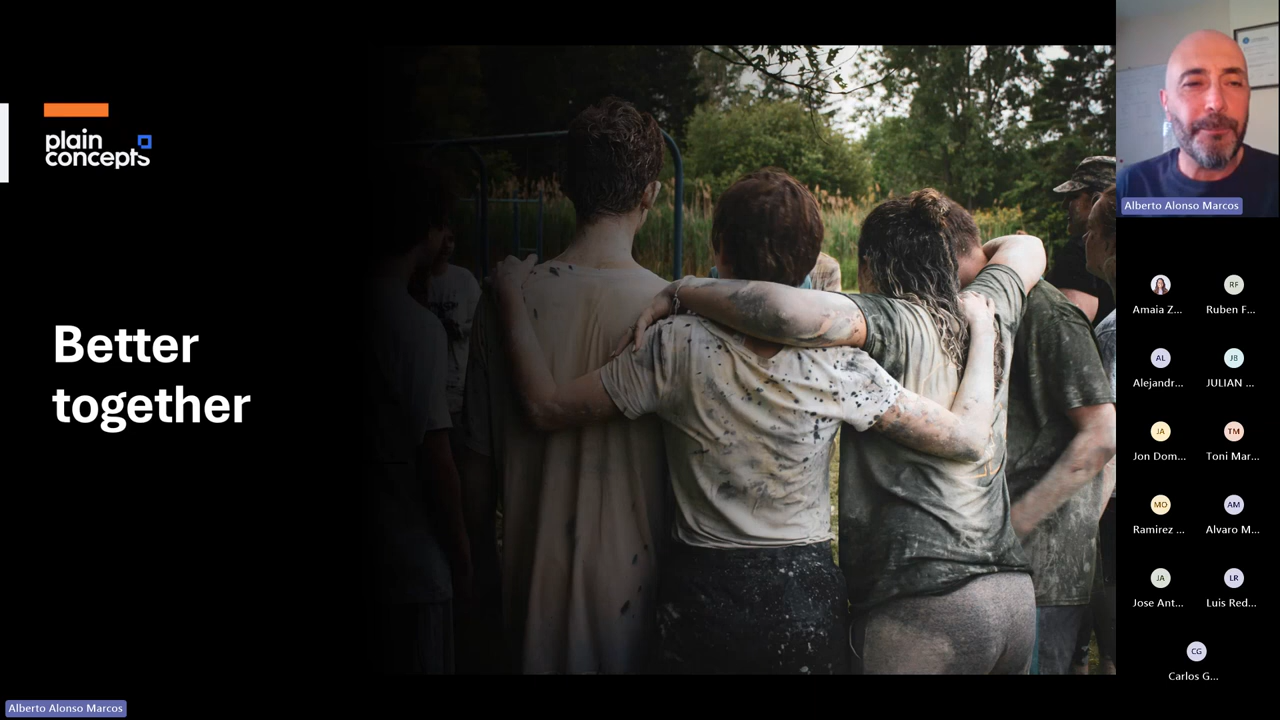 plain
concepts
Better
together
Alberto Alonso Marcos
Amaia Z...
RF
Ruben F...
AL
Alejandr...
JB
JULIAN ...
JA
Jon Dom...
TM
Toni Mar...
MO
Ramirez ...
AM
Alvaro M...
JA
Jose Ant...
LR
Luis Red...
CG
Carlos G...
Alberto Alonso Marcos